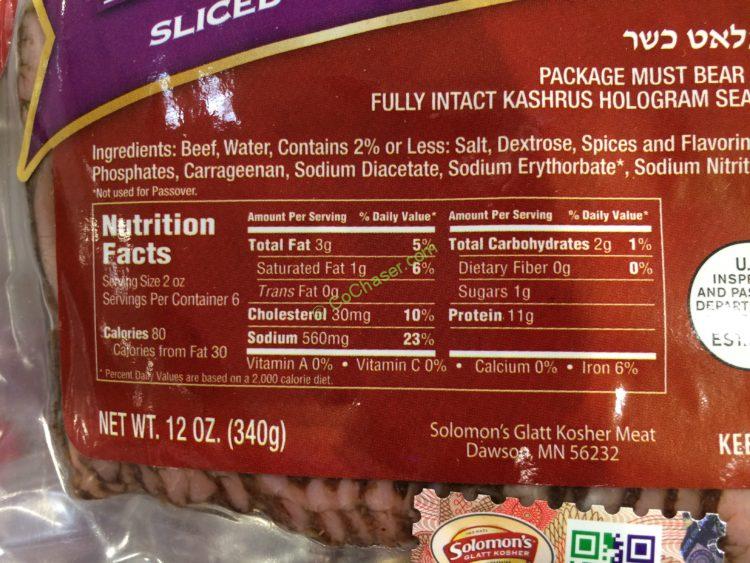 SLICED
גלאט כשר
PACKAGE MUST BEAR
FULLY INTACT KASHRUS HOLOGRAM SEA
Ingredients: Beef, Water, Contains 2% or Less: Salt, Dextrose, Spices and Flavorin
Phosphates, Carrageenan, Sodium Diacetate, Sodium Erythorbate*, Sodium Nitrit
*Not used for Passover.
Nutrition
Facts
Serving Size 2 oz
Servings Per Container 6
Calories 80
Calories from Fat 30
* Percent Daily Values are based on a 2,000 calorie diet.
Amount Per Serving % Daily Value*
Total Fat 3g 5%
Saturated Fat 1g 6%
Trans Fat 0g
Cholesterol 30mg 10%
Sodium 560mg 23%
Amount Per Serving % Daily Value*
Total Carbohydrates 2g 1%
Dietary Fiber 0g 0%
Sugars 1g
Protein 11g
Vitamin A 0% • Vitamin C 0% • Calcium 0% • Iron 6%
© GoChaser.com
U.
INSPE
AND PAS
DEPART
EST.
NET WT. 12 OZ. (340g)
Solomon's Glatt Kosher Meat
Dawson, MN 56232
KEE
Solomon's
GLATT KOSHER